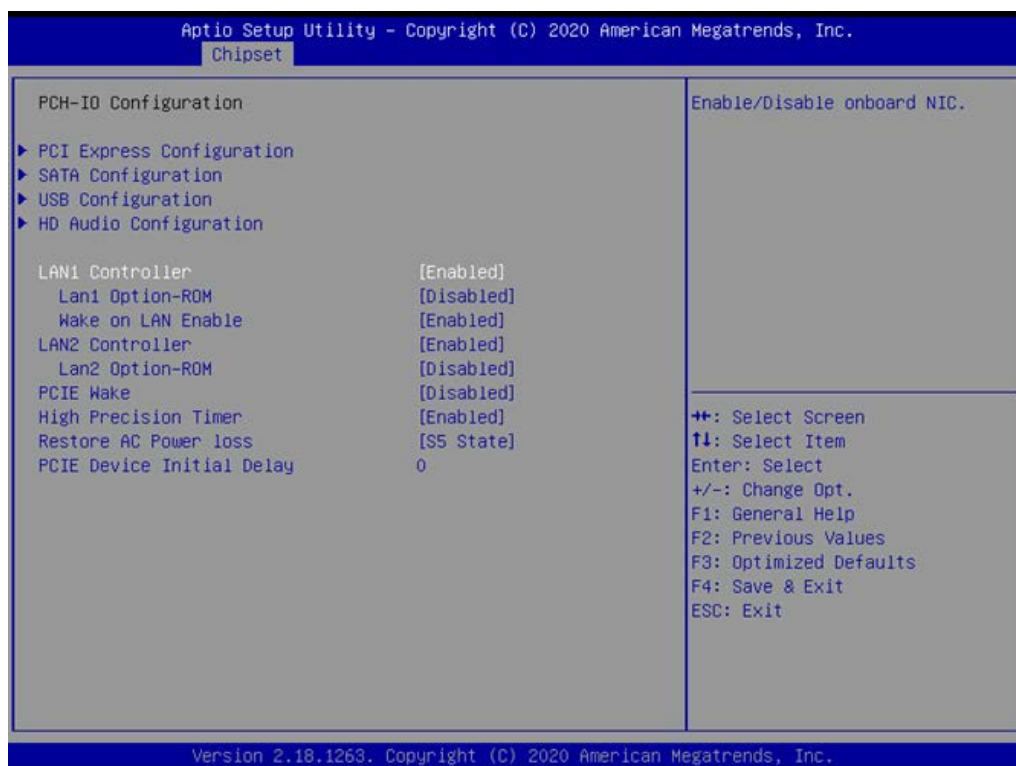 Aptio Setup Utility – Copyright (C) 2020 American Megatrends, Inc.
Chipset
PCH-IO Configuration
PCI Express Configuration
SATA Configuration
USB Configuration
HD Audio Configuration
LAN1 Controller [Enabled]
Lan1 Option-ROM [Disabled]
Wake on LAN Enable [Enabled]
LAN2 Controller [Enabled]
Lan2 Option-ROM [Disabled]
PCIE Wake [Disabled]
High Precision Timer [Enabled]
Restore AC Power loss [S5 State]
PCIE Device Initial Delay 0
Enable/Disable onboard NIC.
→←: Select Screen
↑↓: Select Item
Enter: Select
+/-: Change Opt.
F1: General Help
F2: Previous Values
F3: Optimized Defaults
F4: Save & Exit
ESC: Exit
Version 2.18.1263. Copyright (C) 2020 American Megatrends, Inc.